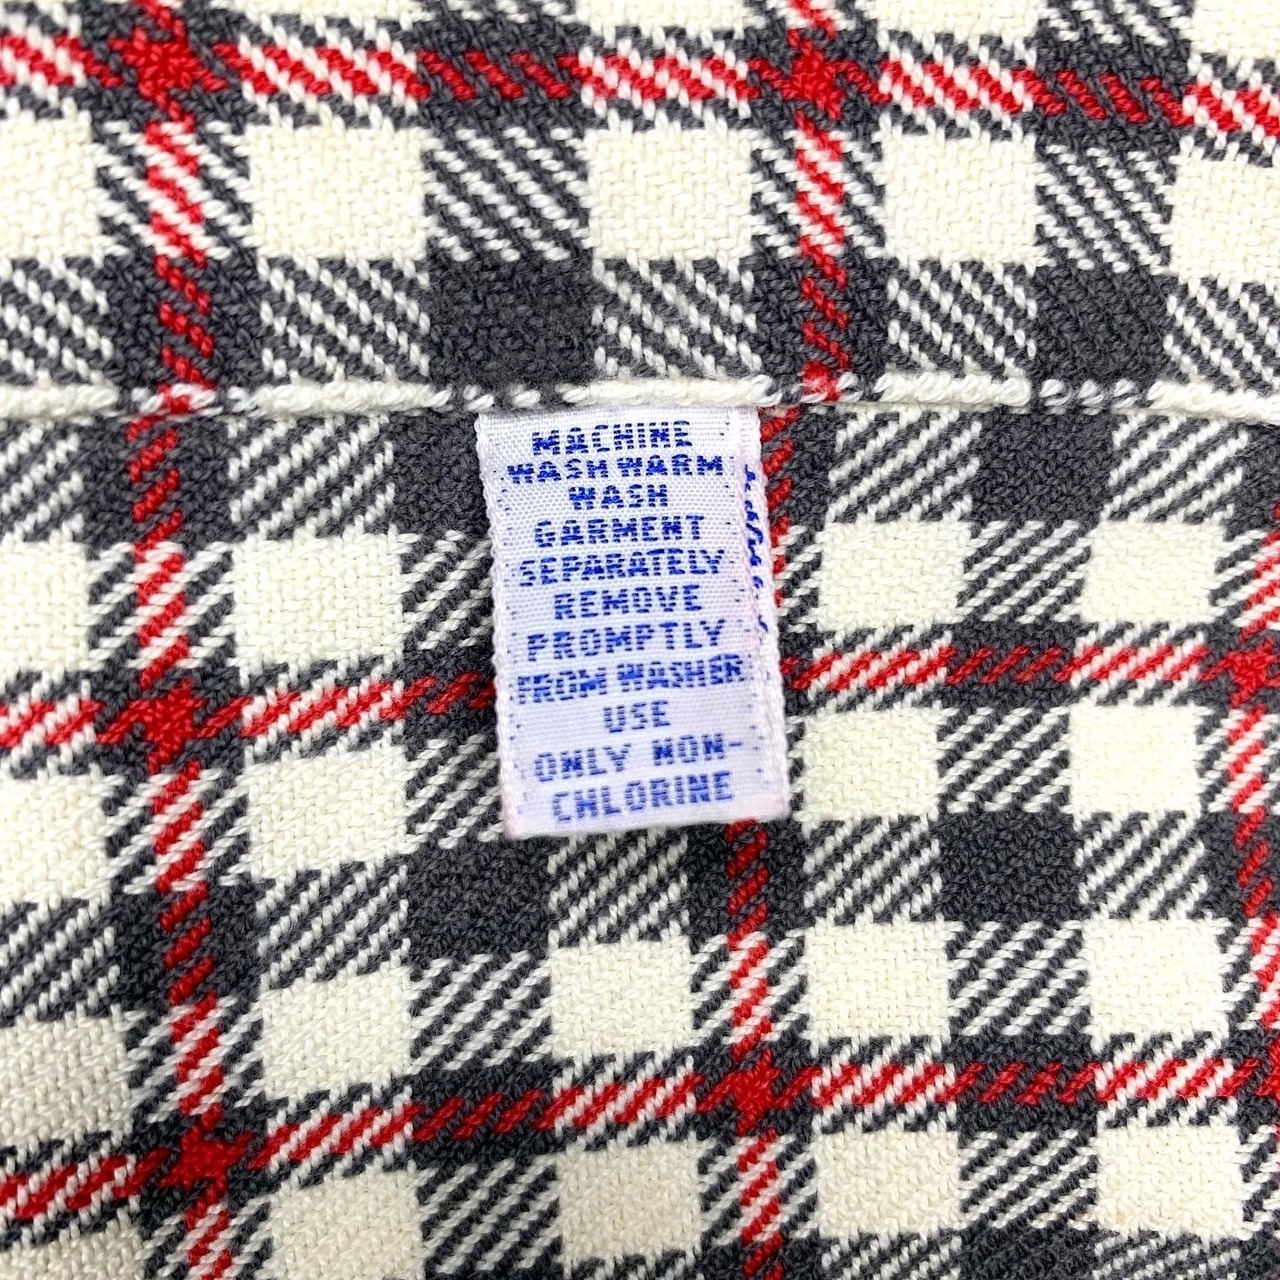 MACHINE
WASH WARM
WASH
GARMENT
SEPARATELY
REMOVE
PROMPTLY
FROM WASHER
USE
ONLY NON-
CHLORINE